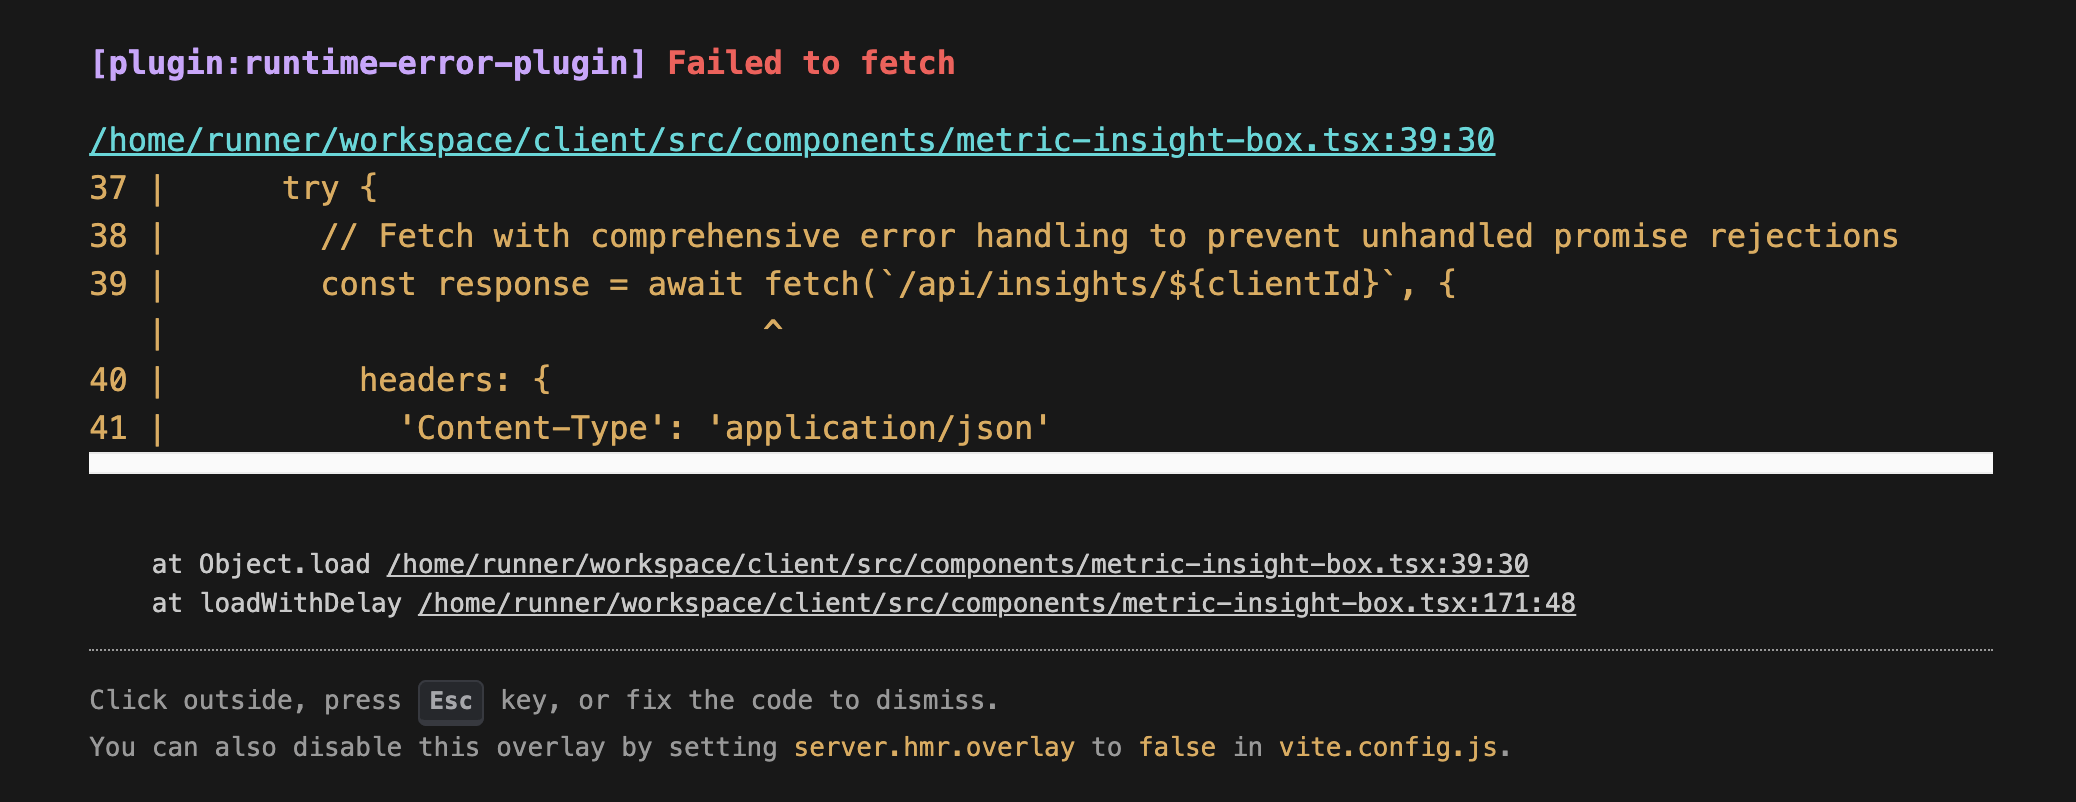 [plugin:runtime-error-plugin] Failed to fetch
/home/runner/workspace/client/src/components/metric-insight-box.tsx:39:30
37 |      try {
38 |        // Fetch with comprehensive error handling to prevent unhandled promise rejections
39 |        const response = await fetch(`/api/insights/${clientId}`, {
   |                               ^
40 |          headers: {
41 |            'Content-Type': 'application/json'
at Object.load /home/runner/workspace/client/src/components/metric-insight-box.tsx:39:30
at loadWithDelay /home/runner/workspace/client/src/components/metric-insight-box.tsx:171:48
Click outside, press Esc key, or fix the code to dismiss.
You can also disable this overlay by setting server.hmr.overlay to false in vite.config.js.